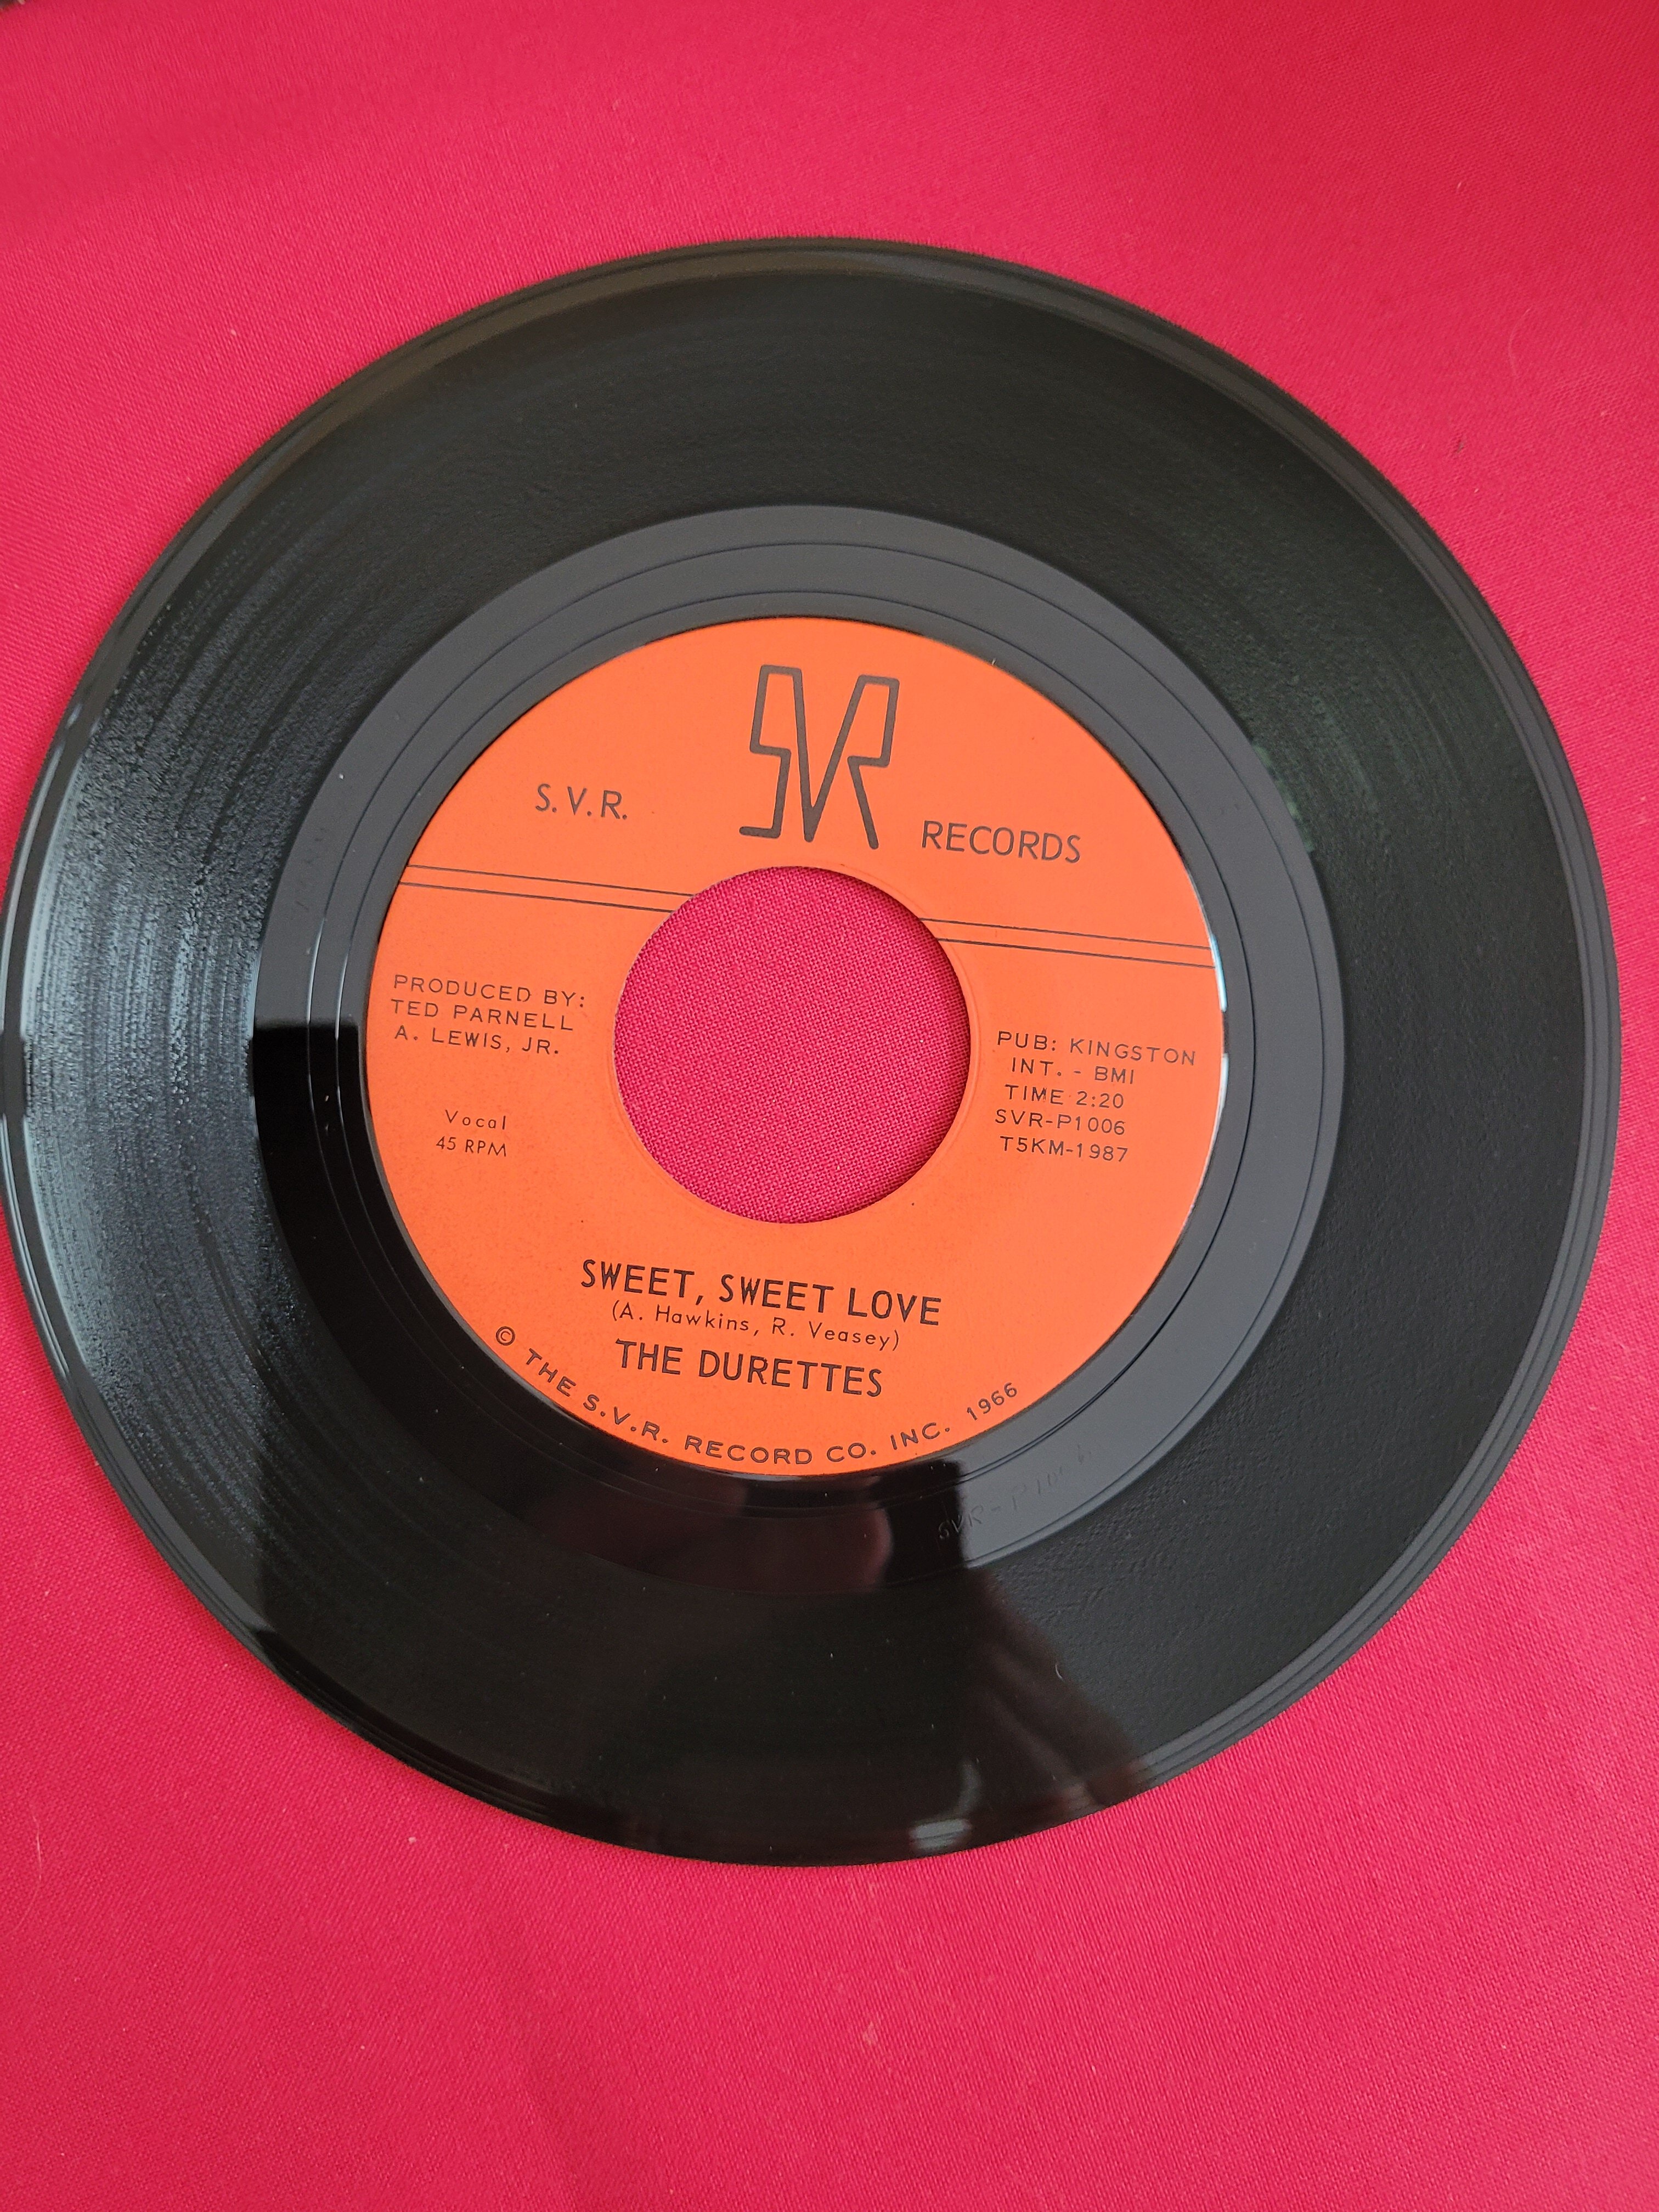 SVR
S.V.R.
RECORDS
PRODUCED BY:
TED PARNELL
A. LEWIS, JR.
Vocal
45 RPM
PUB: KINGSTON
INT. - BMI
TIME 2:20
SVR-P1006
T5KM-1987
SWEET, SWEET LOVE
(A. Hawkins, R. Veasey)
THE DURETTES
© THE S.V.R. RECORD CO. INC. 1966